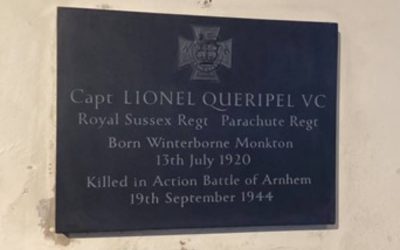 Capt LIONEL QUERIPEL VC
Royal Sussex Regt Parachute Regt
Born Winterborne Monkton
13th July 1920
Killed in Action Battle of Arnhem
19th September 1944